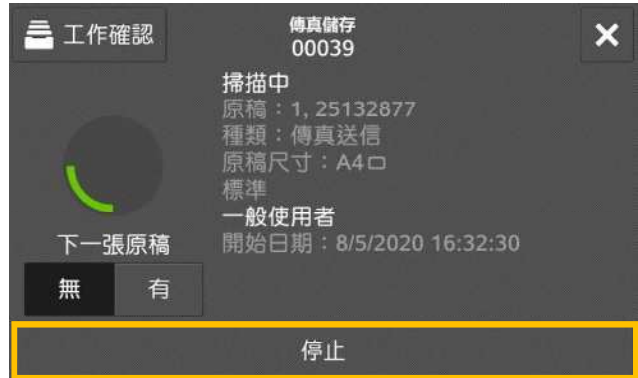 工作確認
傳真儲存
00039
掃描中
原稿：1, 25132877
種類：傳真送信
原稿尺寸：A4
標準
一般使用者
開始日期：8/5/2020 16:32:30
下一張原稿
無 有
停止